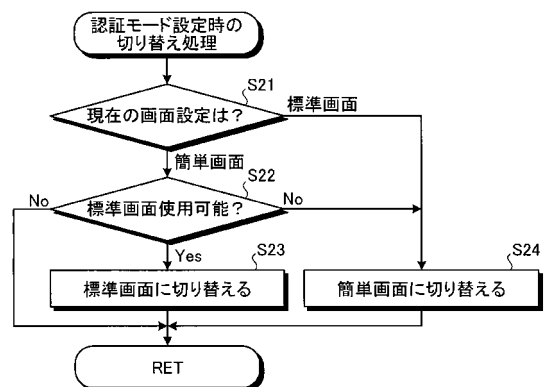 認証モード設定時の
切り替え処理
S21
現在の画面設定は？
標準画面
簡単画面
S22
No
標準画面使用可能？
No
Yes
S23
S24
標準画面に切り替える
簡単画面に切り替える
RET